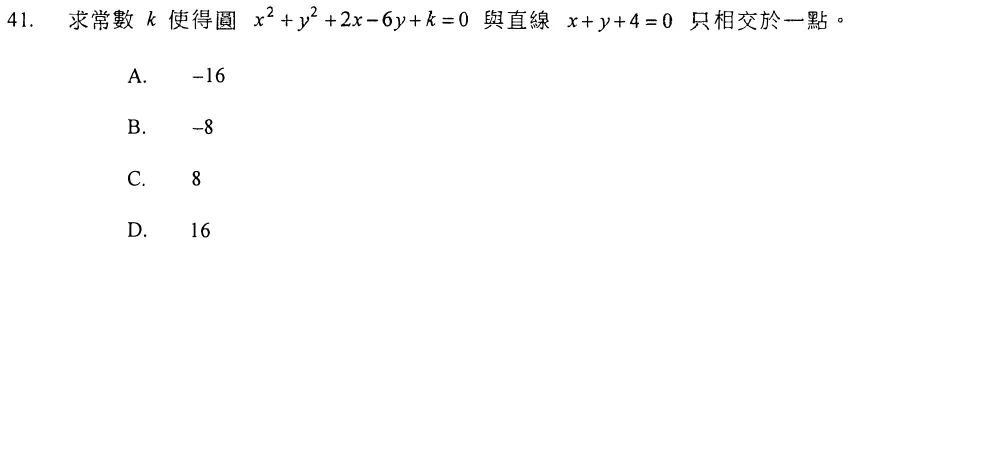 41. 求常數 k 使得圓 x² + y² + 2x − 6y + k = 0 與直線 x + y + 4 = 0 只相交於一點。
A. −16
B. −8
C. 8
D. 16